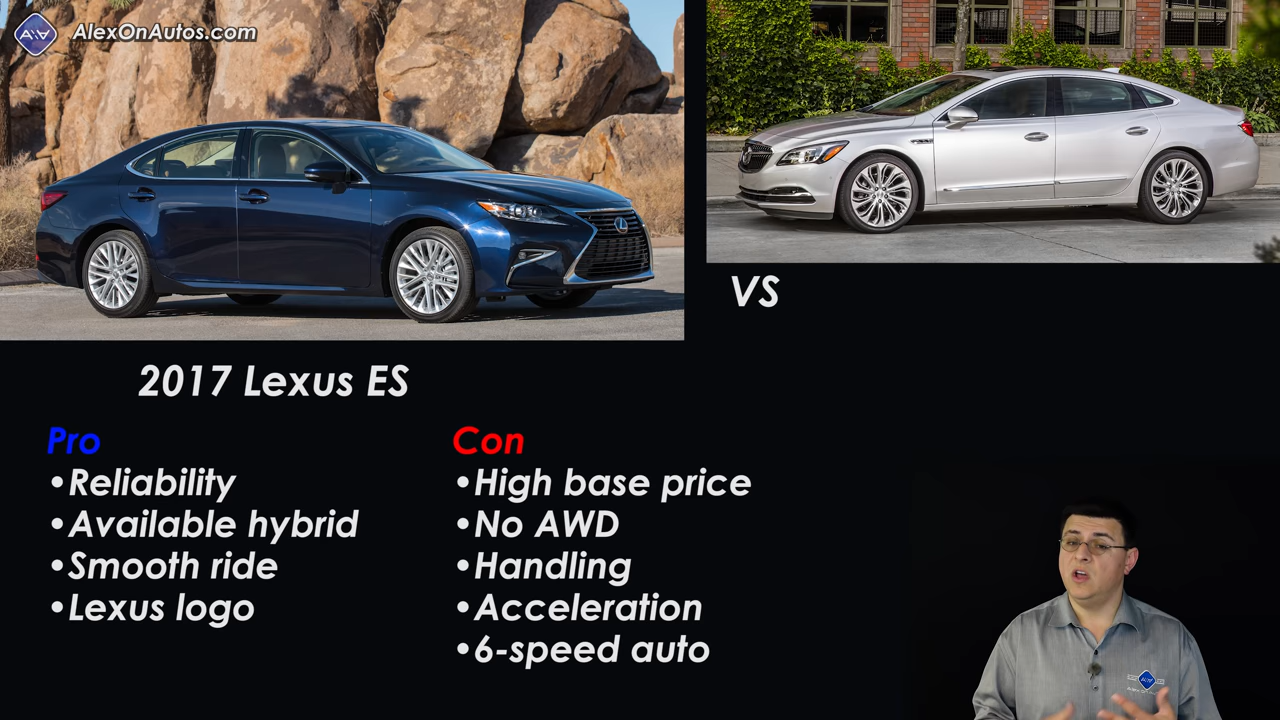 AlexOnAutos.com
VS
2017 Lexus ES
Pro
•Reliability
•Available hybrid
•Smooth ride
•Lexus logo
Con
•High base price
•No AWD
•Handling
•Acceleration
•6-speed auto